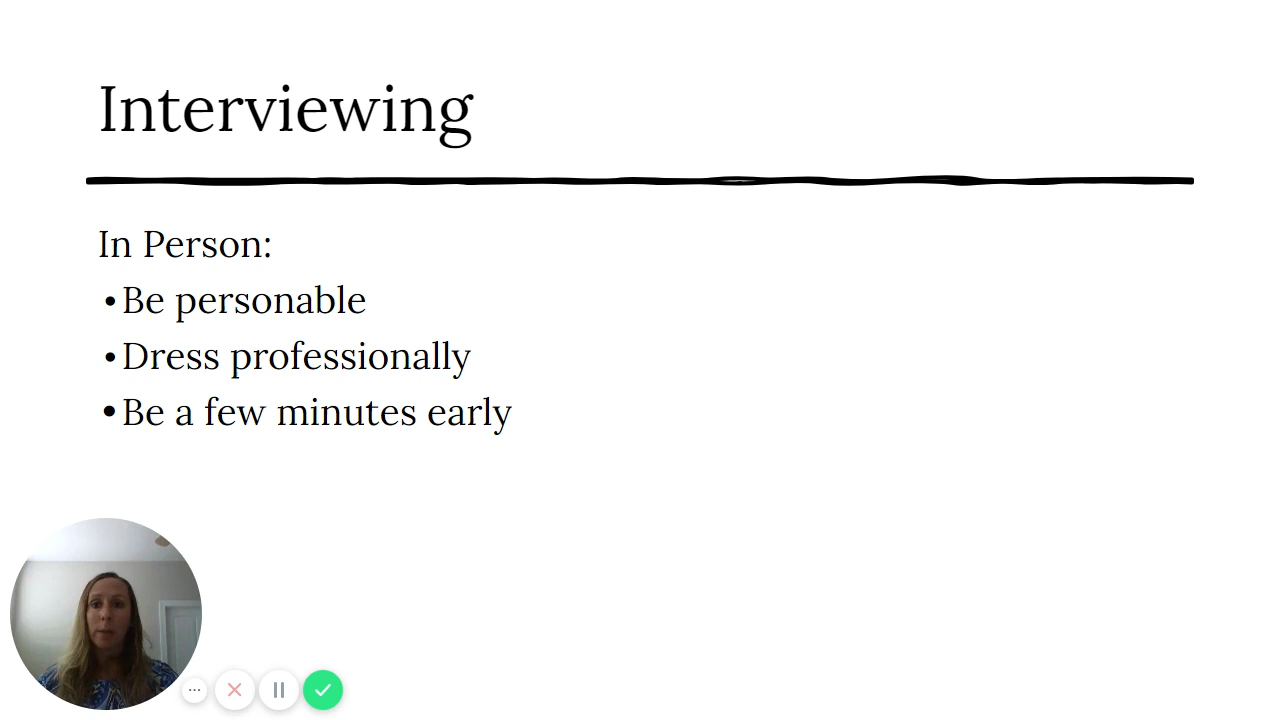 Interviewing
In Person:
•Be personable
•Dress professionally
•Be a few minutes early